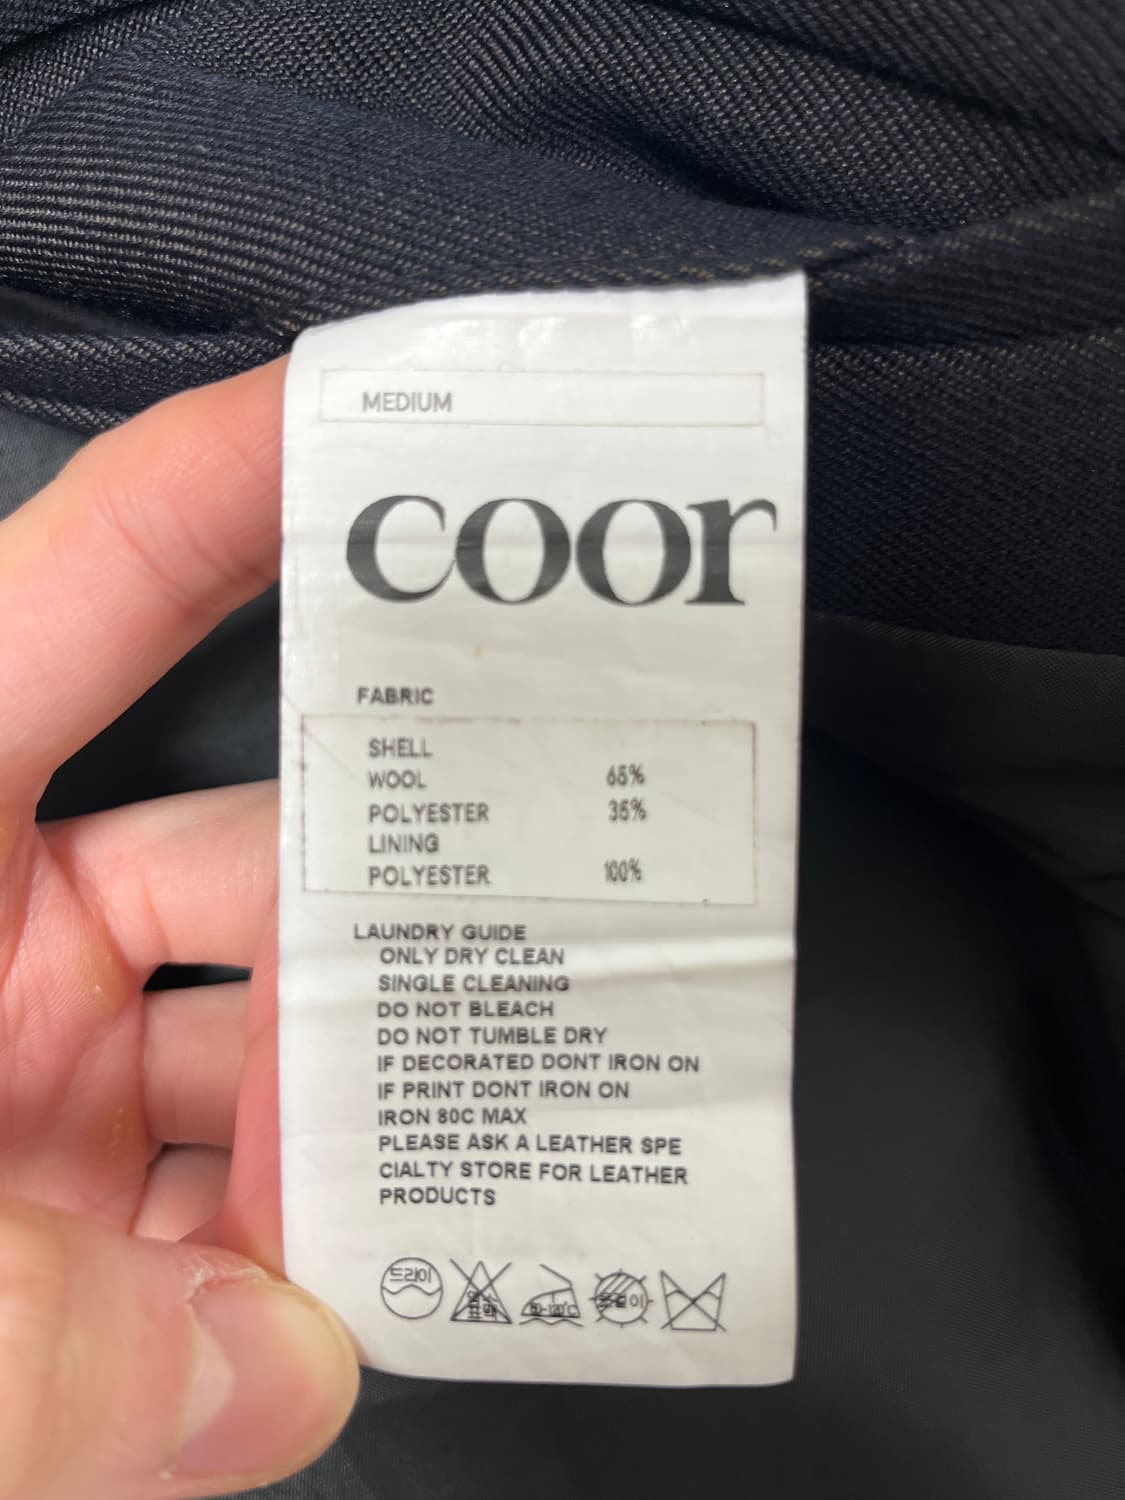 MEDIUM
coor
FABRIC
SHELL
WOOL 65%
POLYESTER 35%
LINING
POLYESTER 100%
LAUNDRY GUIDE
ONLY DRY CLEAN
SINGLE CLEANING
DO NOT BLEACH
DO NOT TUMBLE DRY
IF DECORATED DONT IRON ON
IF PRINT DONT IRON ON
IRON 80C MAX
PLEASE ASK A LEATHER SPE
CIALTY STORE FOR LEATHER
PRODUCTS
드라이